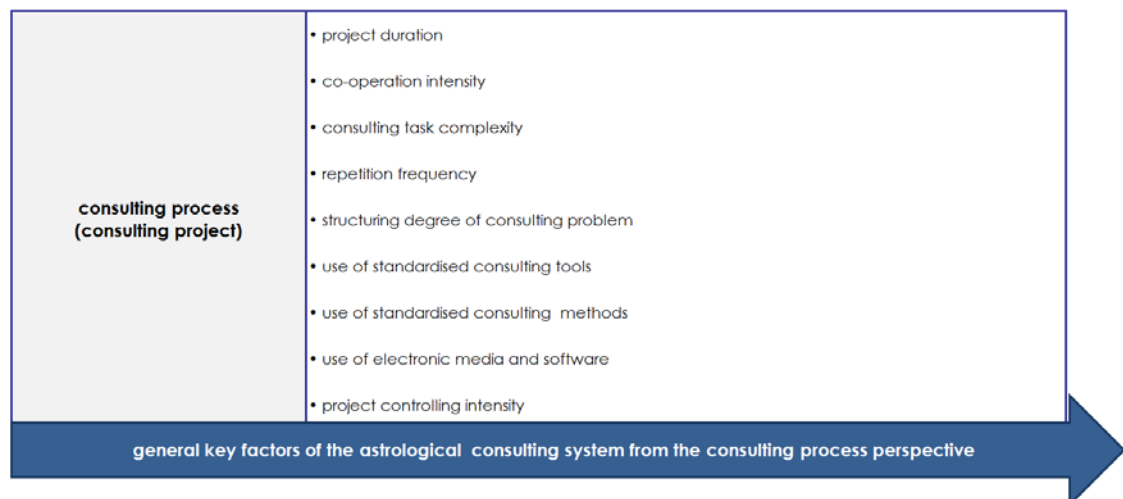 • project duration
• co-operation intensity
• consulting task complexity
• repetition frequency
consulting process
(consulting project)
• structuring degree of consulting problem
• use of standardised consulting tools
• use of standardised consulting  methods
• use of electronic media and software
• project controlling intensity
general key factors of the astrological  consulting system from the consulting process perspective